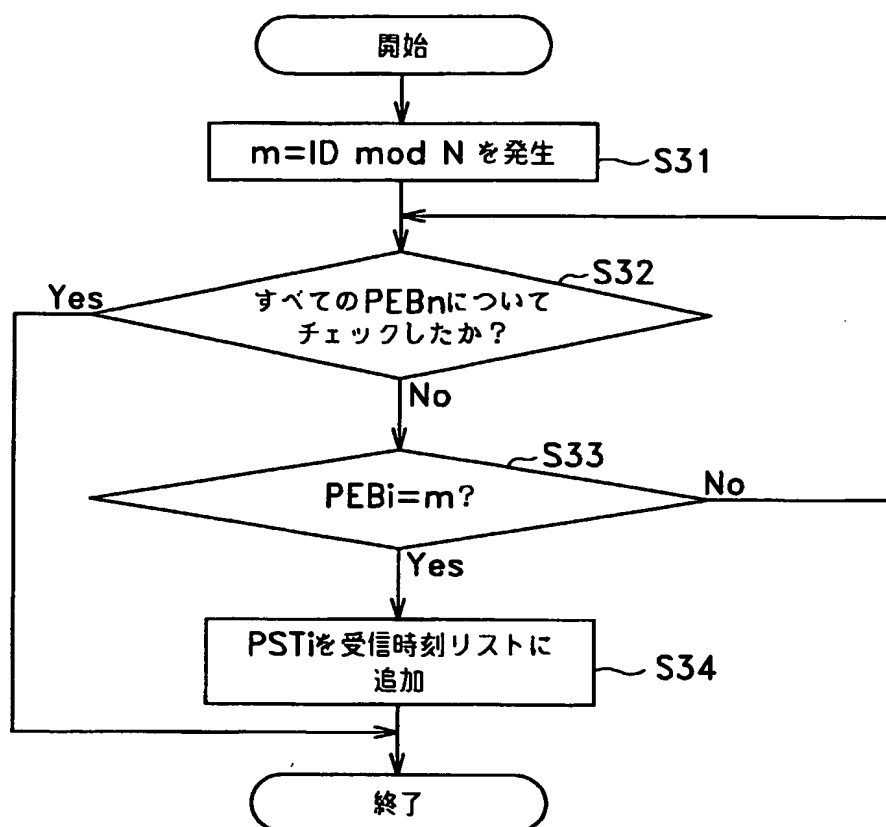 開始
m=ID mod N を発生
S31
S32
Yes
すべてのPEBnについて
チェックしたか？
No
S33
PEBi=m?
No
Yes
PSTiを受信時刻リストに
追加
S34
終了